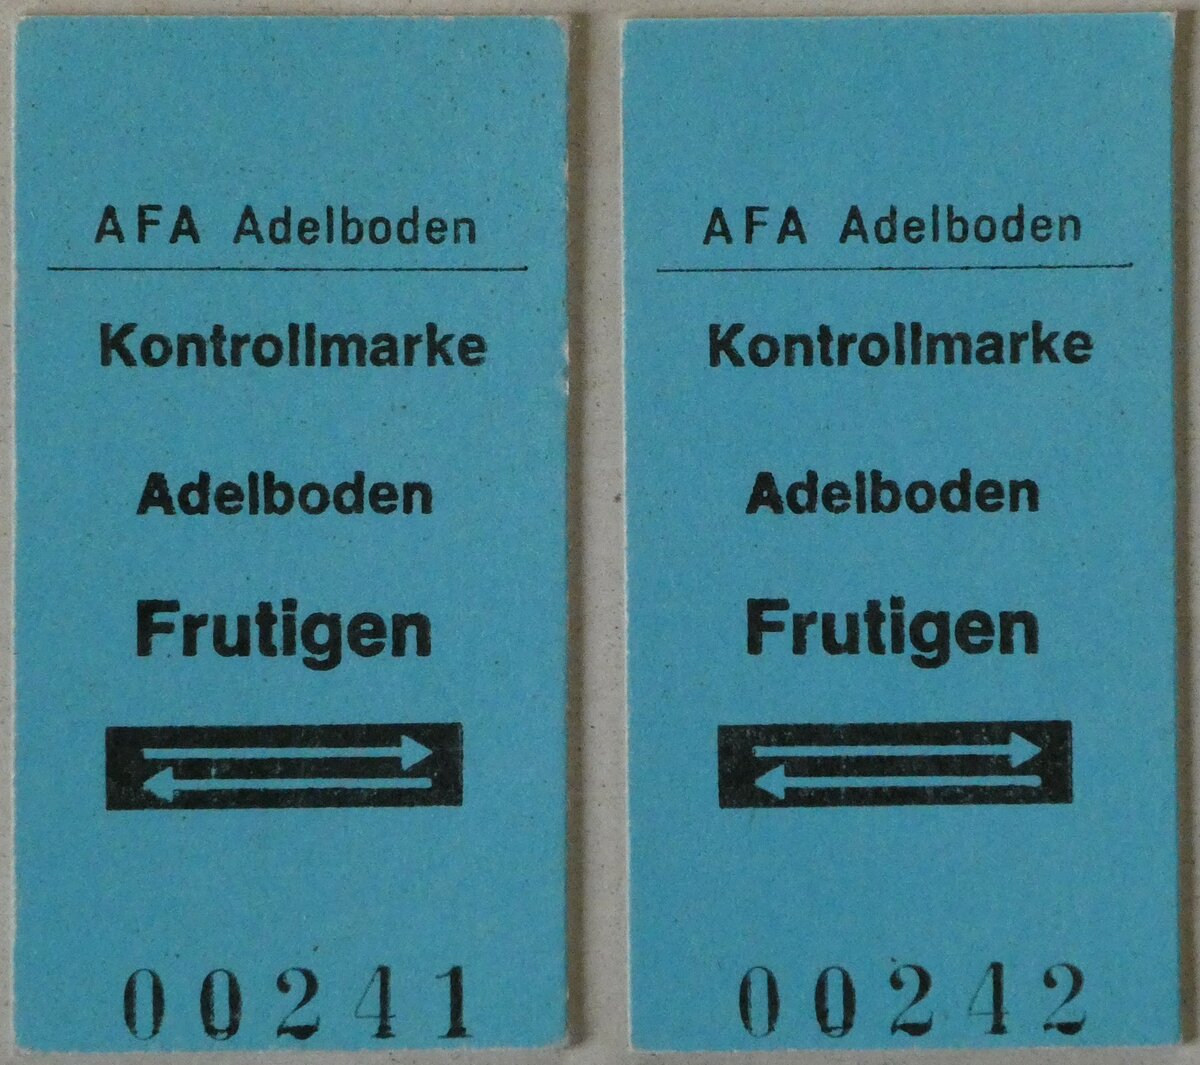 AFA Adelboden
Kontrollmarke
Adelboden
Frutigen
00241
AFA Adelboden
Kontrollmarke
Adelboden
Frutigen
00242